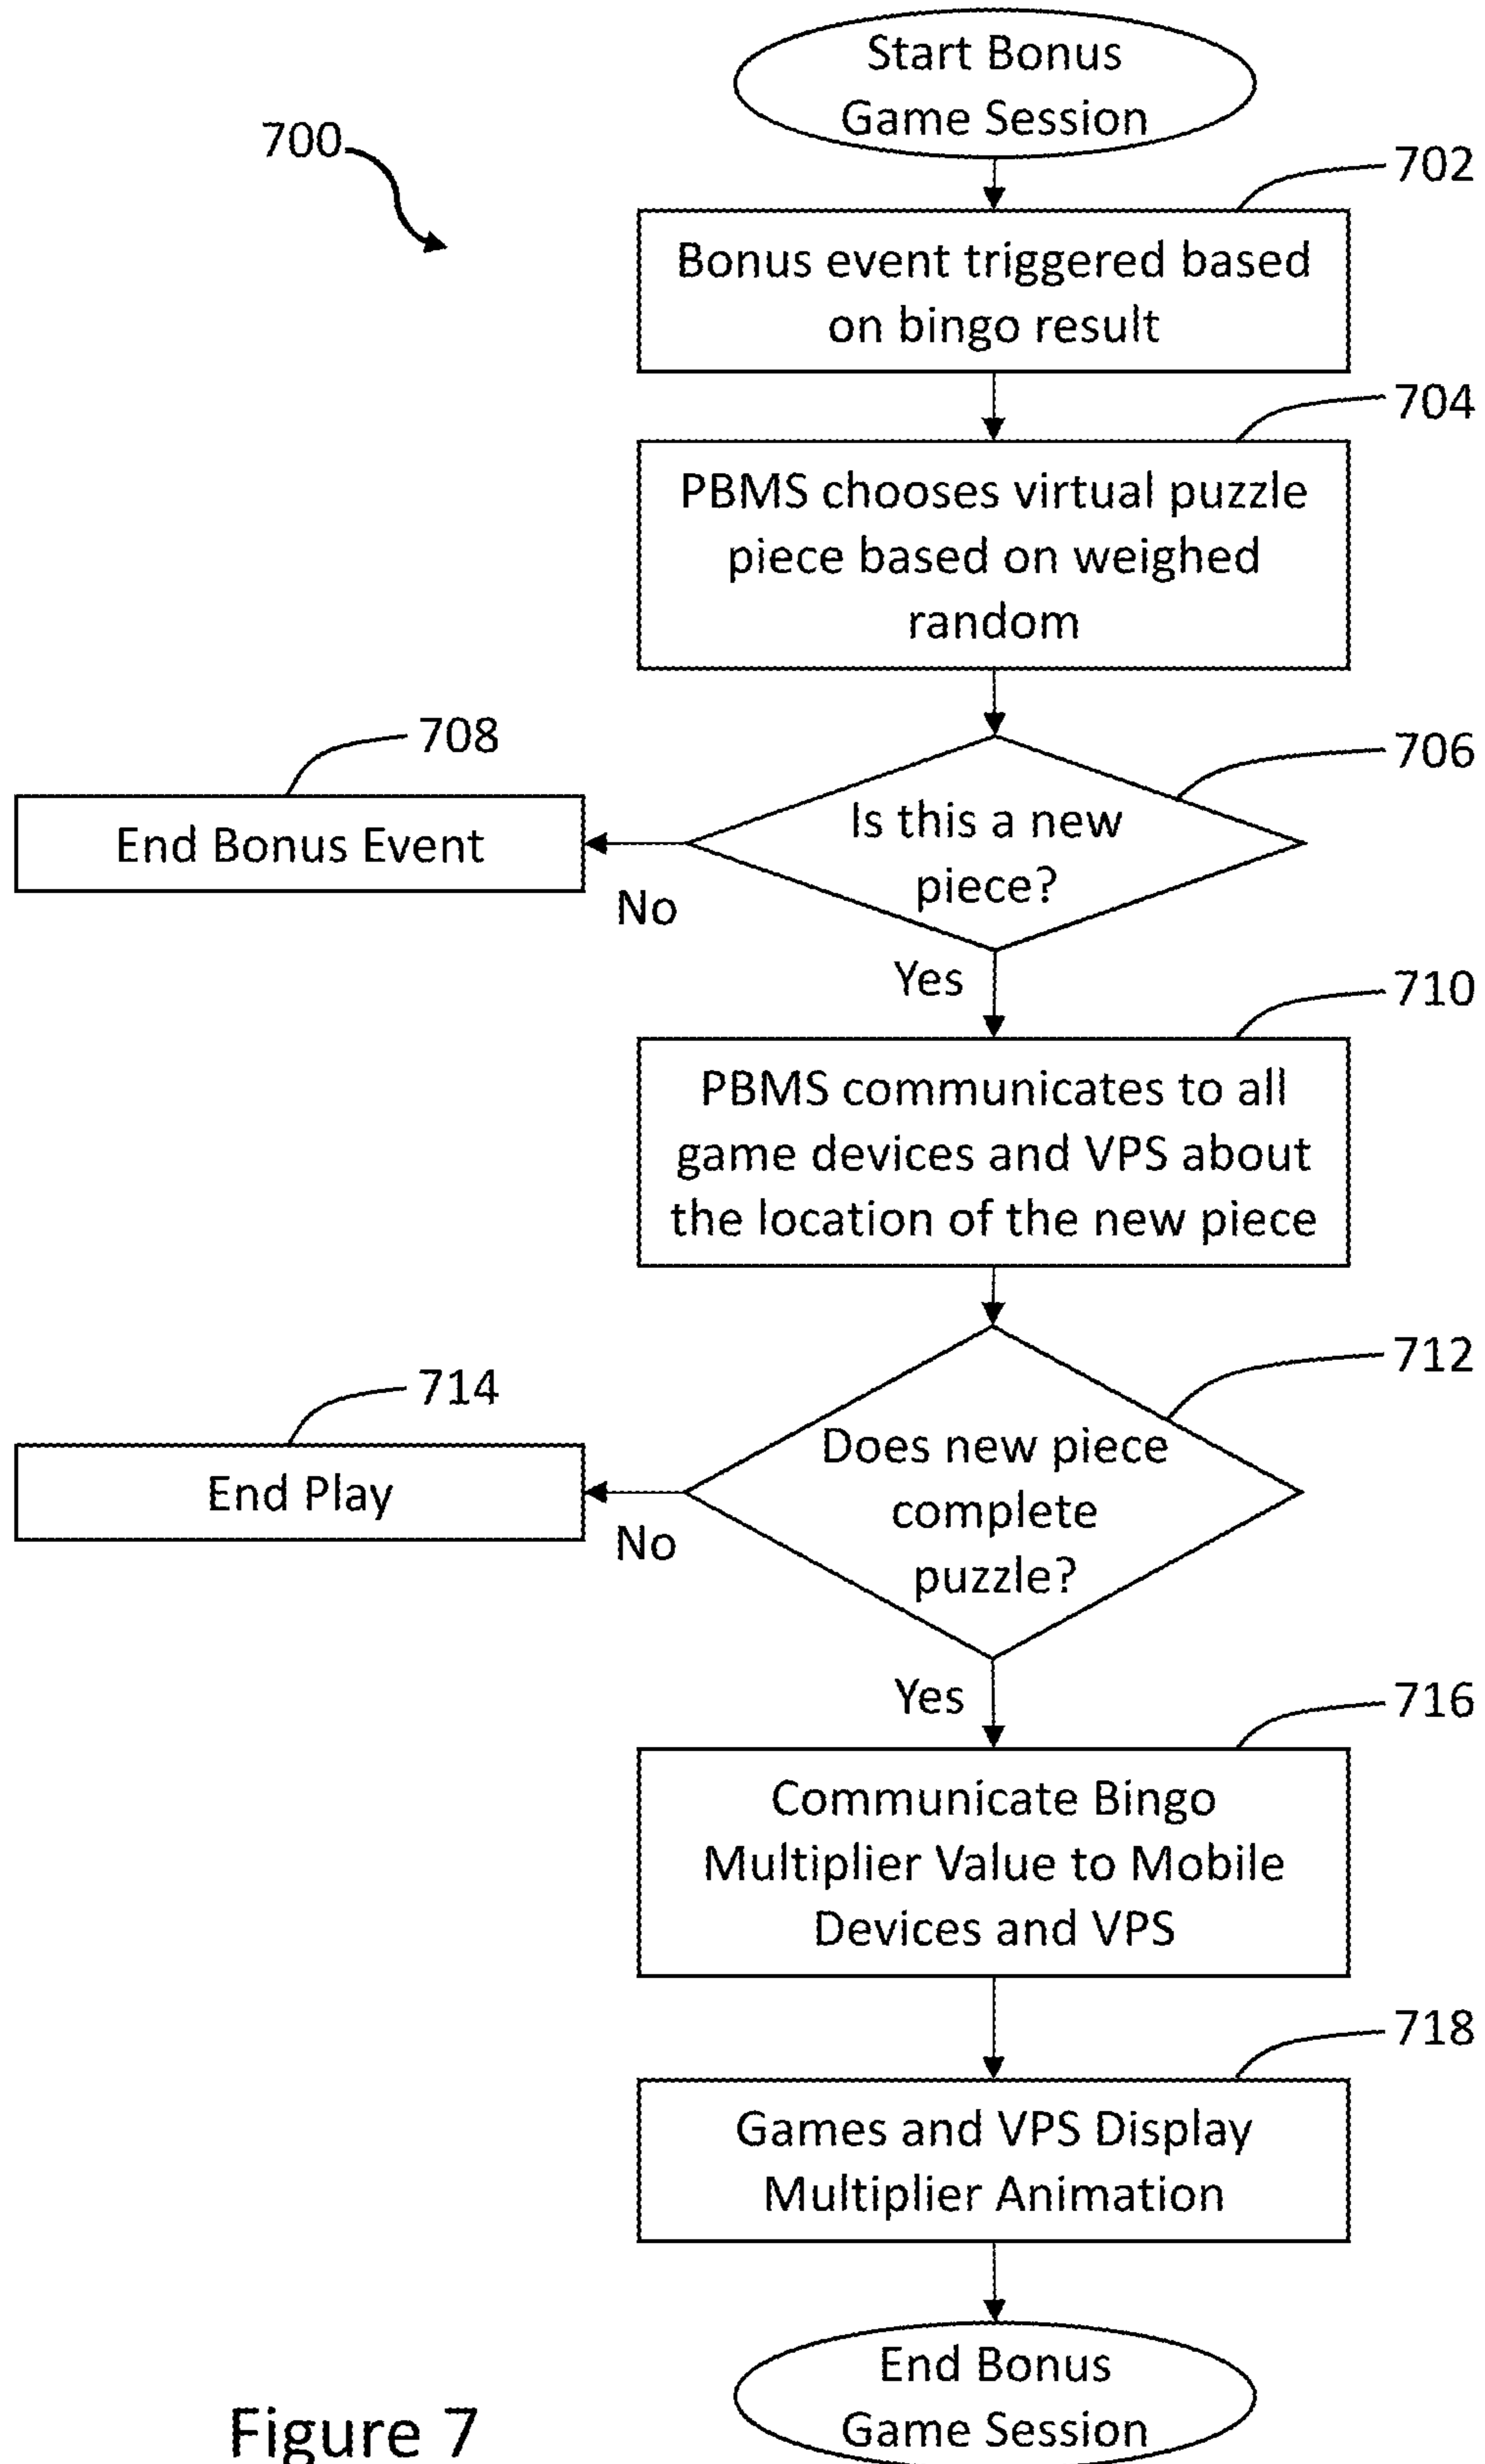 Start Bonus
Game Session
700
702
Bonus event triggered based
on bingo result
704
PBMS chooses virtual puzzle
piece based on weighed
random
706
Is this a new
piece?
708
End Bonus Event
No
Yes
710
PBMS communicates to all
game devices and VPS about
the location of the new piece
712
Does new piece
complete
puzzle?
714
End Play
No
Yes
716
Communicate Bingo
Multiplier Value to Mobile
Devices and VPS
718
Games and VPS Display
Multiplier Animation
End Bonus
Game Session
Figure 7